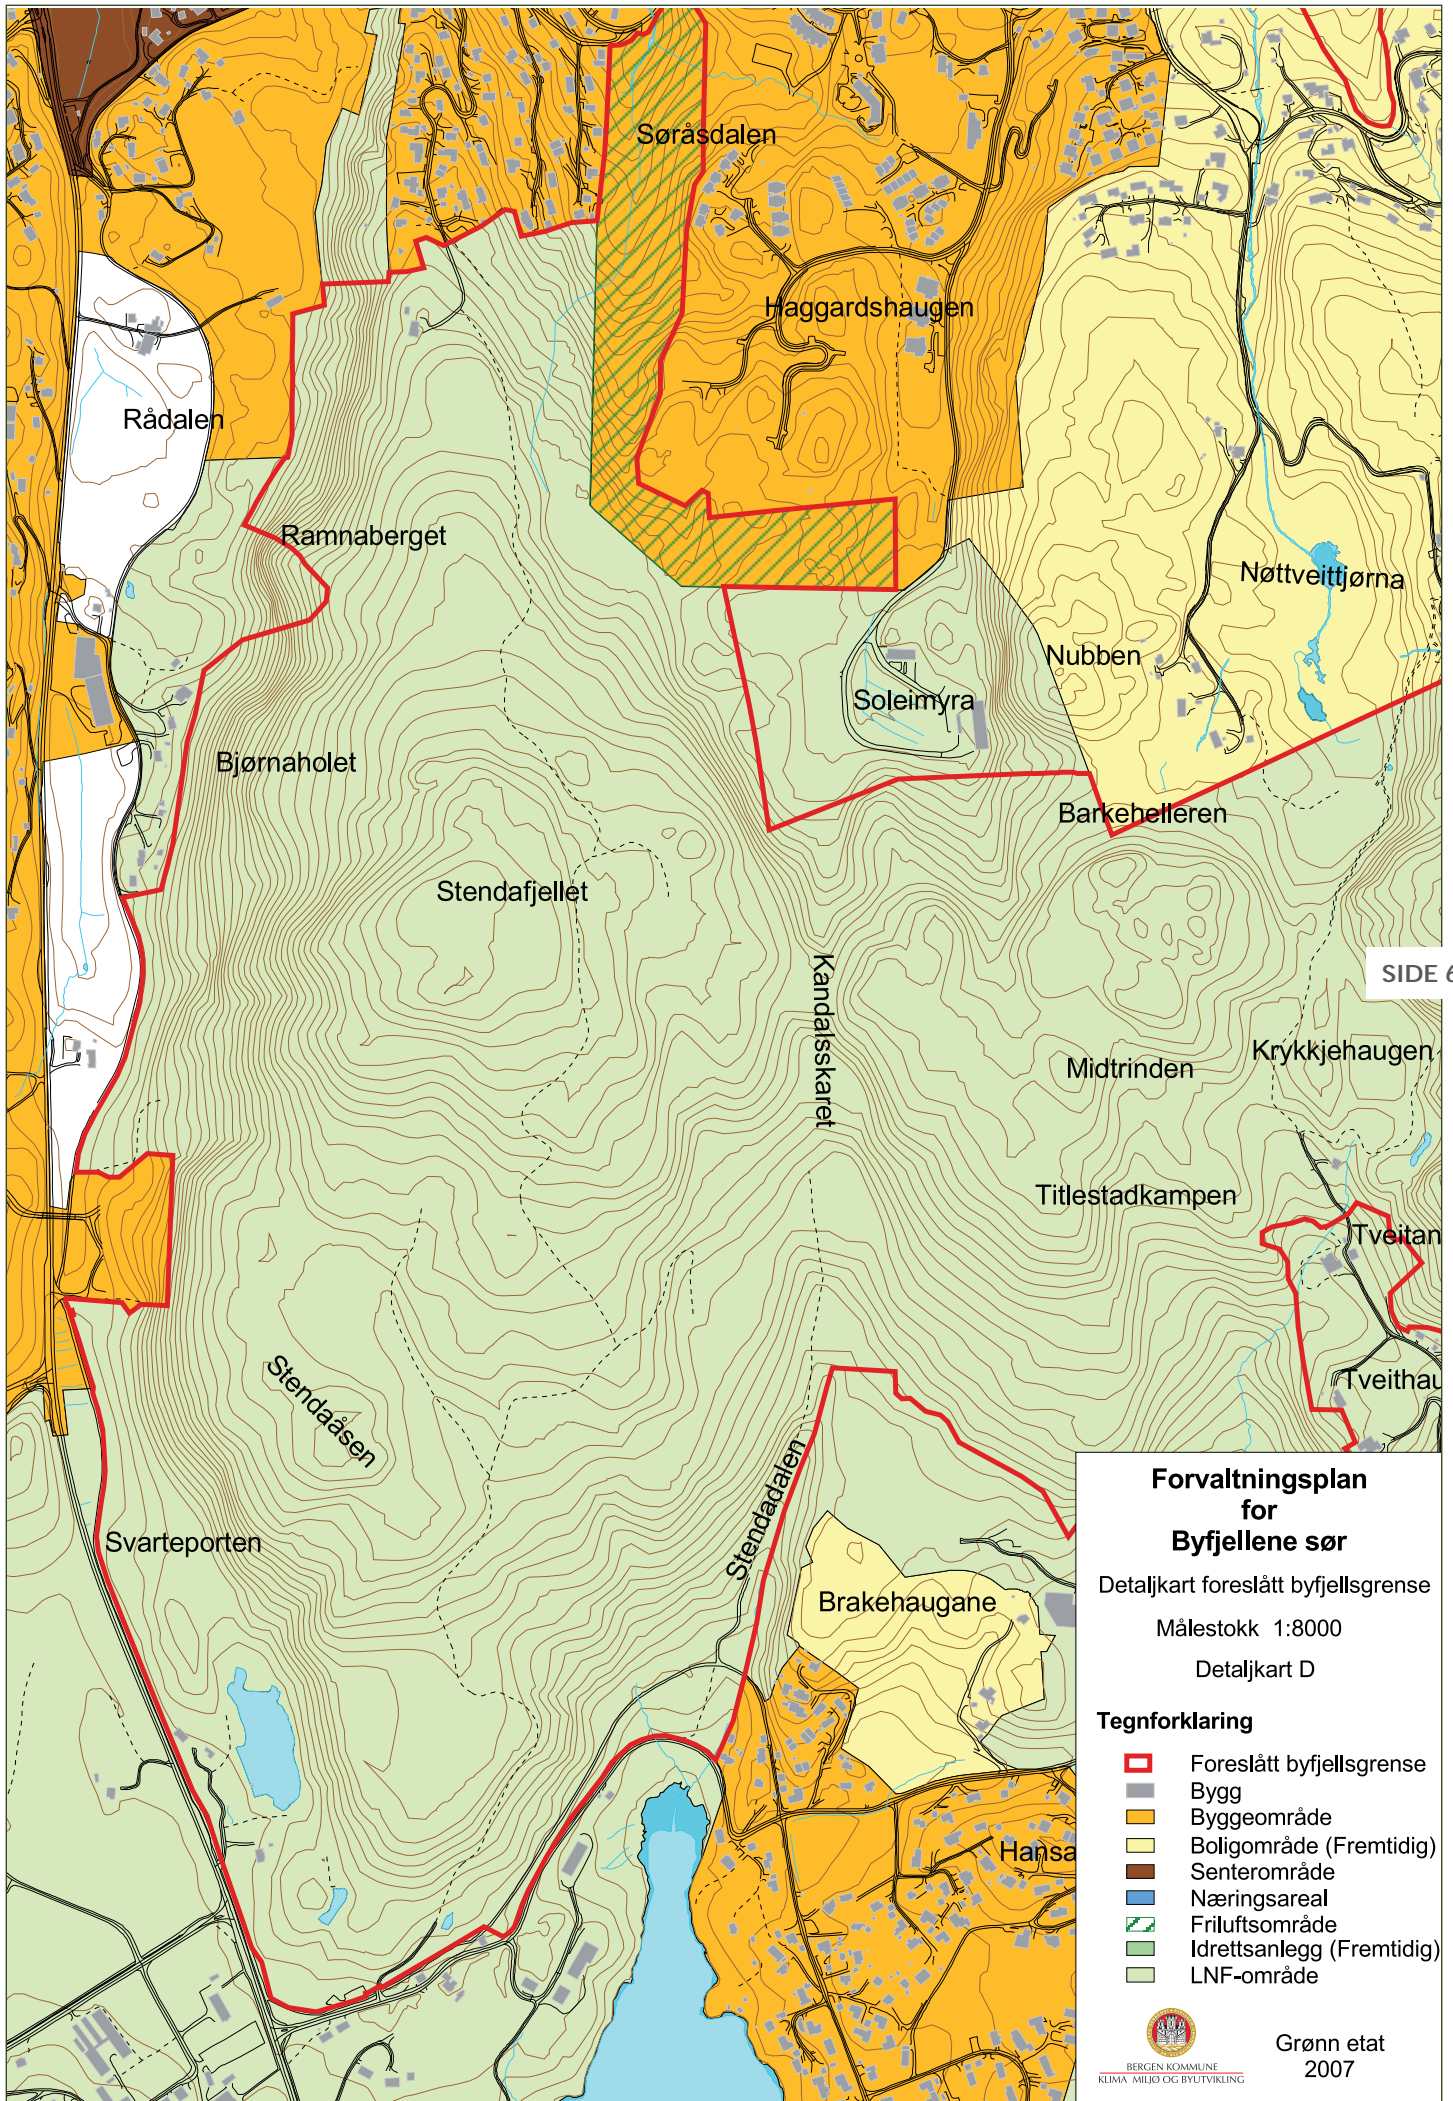 Søråsdalen
Haggardshaugen
Rådalen
Ramnaberget
Nøttveittjørna
Nubben
Soleimyra
Bjørnaholet
Barkehelleren
Stendafjellet
Kandalsskaret
SIDE 6
Krykkjehaugen
Midtrinden
Titlestadkampen
Tveitan
Tveithau
Stendaåsen
Stendadalen
Svarteporten
Brakehaugane
Hansa
Forvaltningsplan
for
Byfjellene sør
Detaljkart foreslått byfjellsgrense
Målestokk 1:8000
Detaljkart D
Tegnforklaring
Foreslått byfjellsgrense
Bygg
Byggeområde
Boligområde (Fremtidig)
Senterområde
Næringsareal
Friluftsområde
Idrettsanlegg (Fremtidig)
LNF-område
BERGEN KOMMUNE
KLIMA MILJØ OG BYUTVIKLING
Grønn etat
2007